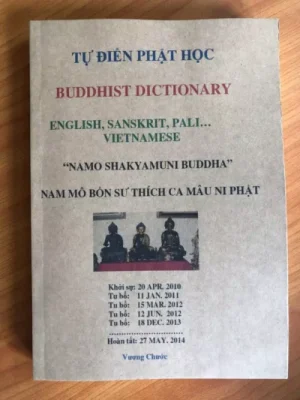 TỰ ĐIỂN PHẬT HỌC
BUDDHIST DICTIONARY
ENGLISH, SANSKRIT, PALI…
VIETNAMESE
“NAMO SHAKYAMUNI BUDDHA”
NAM MÔ BỔN SƯ THÍCH CA MÂU NI PHẬT
Khởi sự: 20 APR. 2010
Tu bổ: 11 JAN. 2011
Tu bổ: 15 MAR. 2012
Tu bổ: 12 JUN. 2012
Tu bổ: 18 DEC. 2013
Hoàn tất: 27 MAY. 2014
Vương Chước